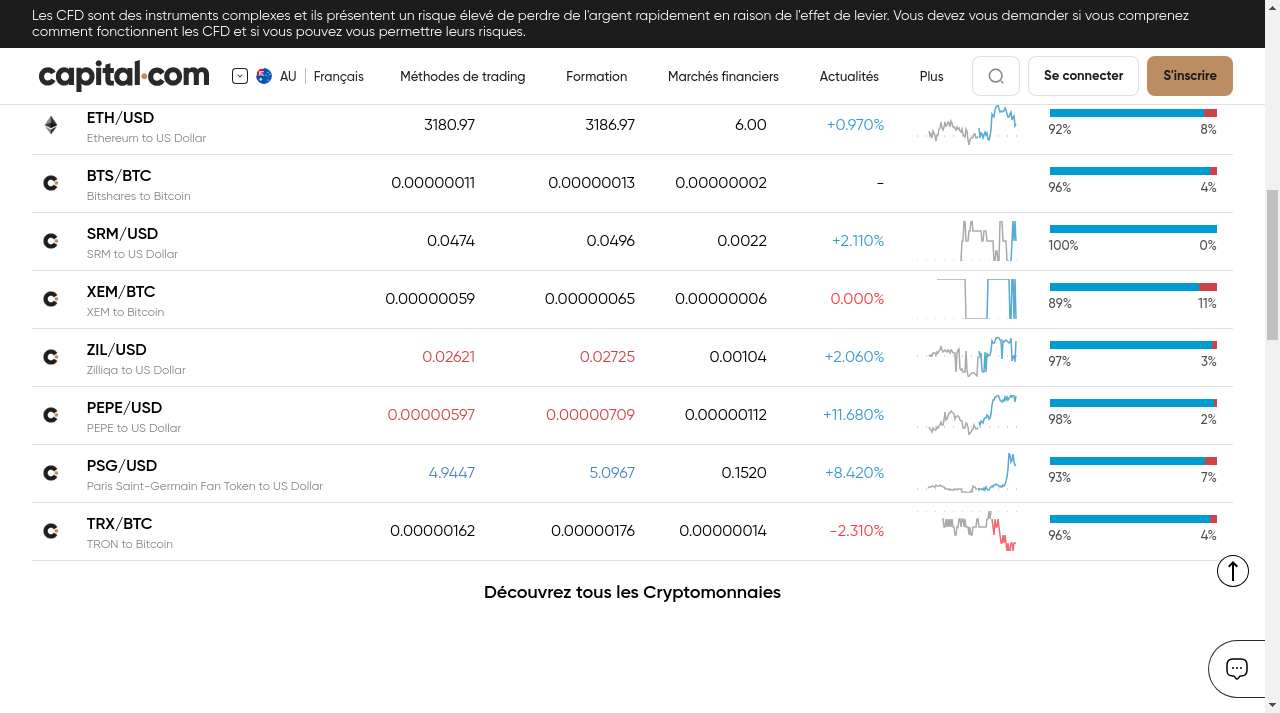 Les CFD sont des instruments complexes et ils présentent un risque élevé de perdre de l'argent rapidement en raison de l'effet de levier. Vous devez vous demander si vous comprenez
comment fonctionnent les CFD et si vous pouvez vous permettre leurs risques.
capital.com AU Français Méthodes de trading Formation Marchés financiers Actualités Plus Se connecter S'inscrire
ETH/USD 3180.97 3186.97 6.00 +0.970%
Ethereum to US Dollar 92% 8%
BTS/BTC 0.00000011 0.00000013 0.00000002 -
Bitshares to Bitcoin 96% 4%
SRM/USD 0.0474 0.0496 0.0022 +2.110%
SRM to US Dollar 100% 0%
XEM/BTC 0.00000059 0.00000065 0.00000006 0.000%
XEM to Bitcoin 89% 11%
ZIL/USD 0.02621 0.02725 0.00104 +2.060%
Zilliqa to US Dollar 97% 3%
PEPE/USD 0.00000597 0.00000709 0.00000112 +11.680%
PEPE to US Dollar 98% 2%
PSG/USD 4.9447 5.0967 0.1520 +8.420%
Paris Saint-Germain Fan Token to US Dollar 93% 7%
TRX/BTC 0.00000162 0.00000176 0.00000014 -2.310%
TRON to Bitcoin 96% 4%
Découvrez tous les Cryptomonnaies